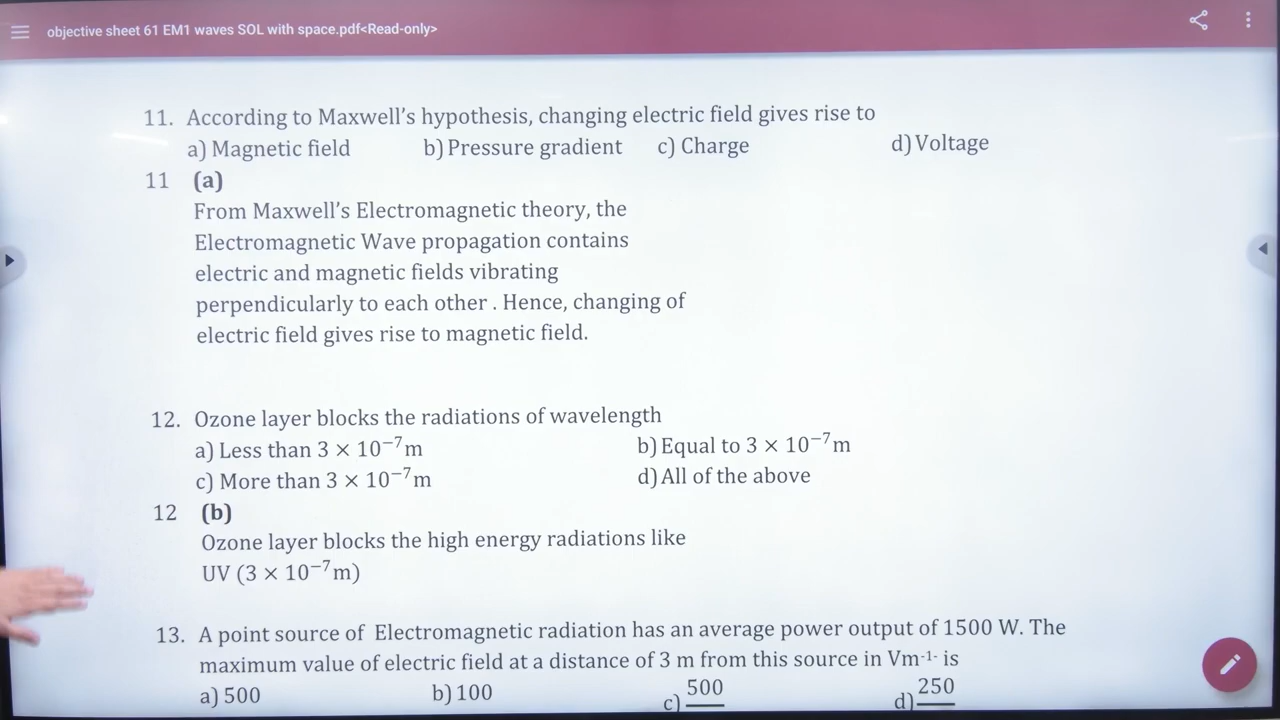 objective sheet 61 EM1 waves SOL with space.pdf<Read-only>
11. According to Maxwell's hypothesis, changing electric field gives rise to
a) Magnetic field b) Pressure gradient c) Charge d) Voltage
11 (a)
From Maxwell's Electromagnetic theory, the
Electromagnetic Wave propagation contains
electric and magnetic fields vibrating
perpendicularly to each other . Hence, changing of
electric field gives rise to magnetic field.
12. Ozone layer blocks the radiations of wavelength
a) Less than 3 × 10⁻⁷m b) Equal to 3 × 10⁻⁷m
c) More than 3 × 10⁻⁷m d) All of the above
12 (b)
Ozone layer blocks the high energy radiations like
UV (3 × 10⁻⁷m)
13. A point source of Electromagnetic radiation has an average power output of 1500 W. The
maximum value of electric field at a distance of 3 m from this source in Vm⁻¹⁻ is
a) 500 b) 100 c) 500 d) 250